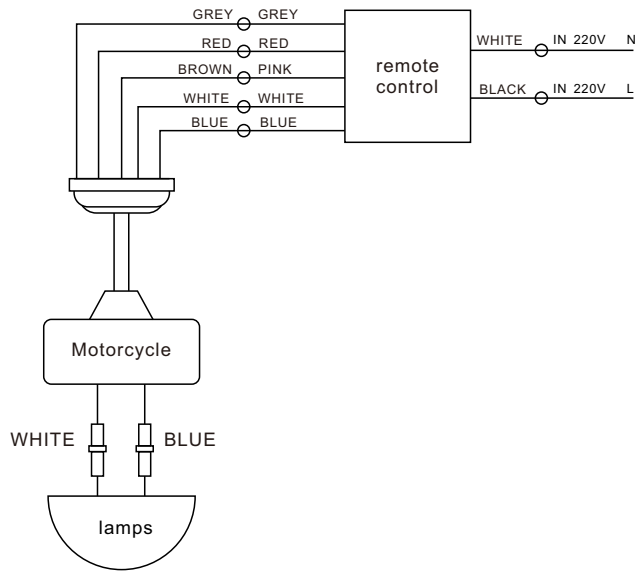 GREY GREY
RED RED
BROWN PINK
WHITE WHITE
BLUE BLUE
remote
control
WHITE IN 220V N
BLACK IN 220V L
Motorcycle
WHITE BLUE
lamps